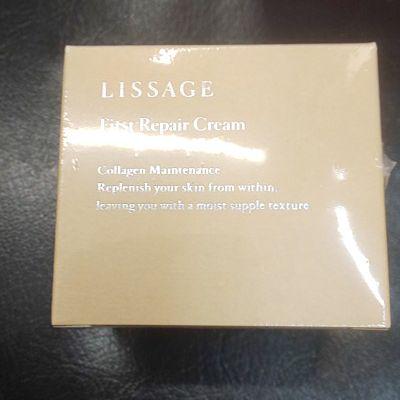 LISSAGE
First Repair Cream
Collagen Maintenance
Replenish your skin from within,
leaving you with a moist supple texture